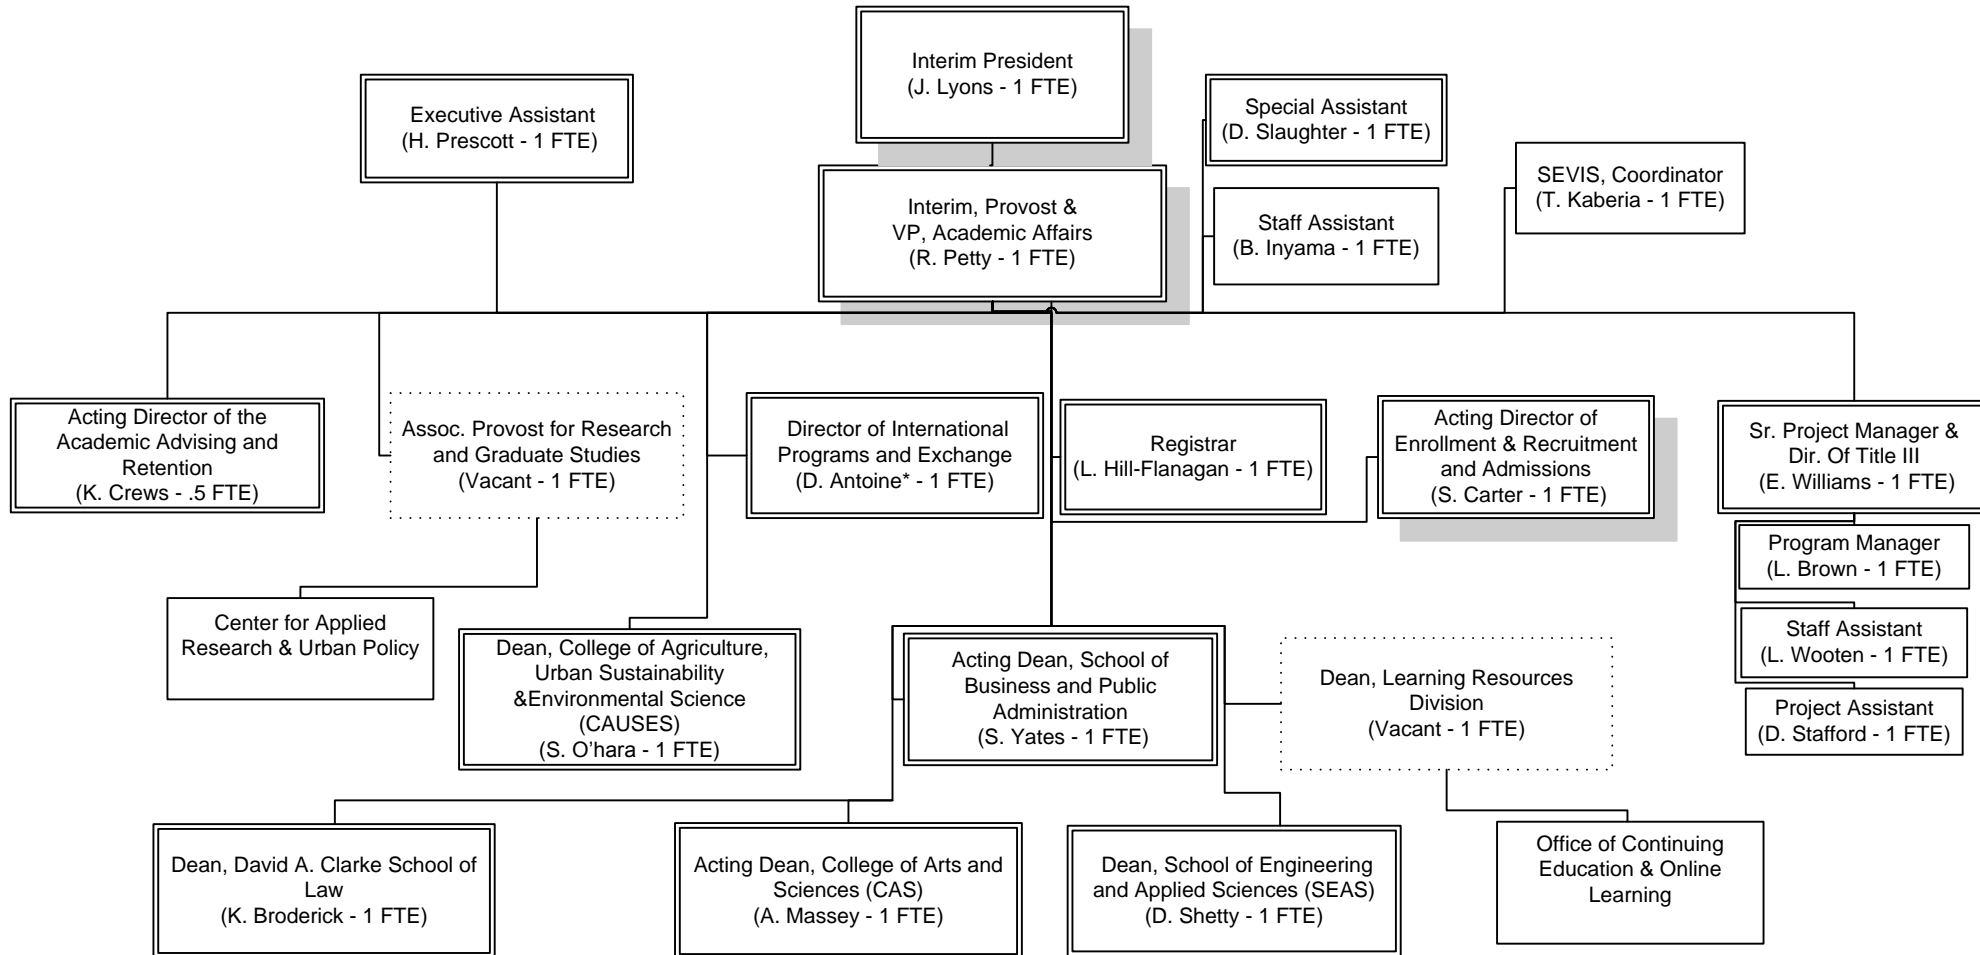 Interim President
(J. Lyons - 1 FTE)
Executive Assistant
(H. Prescott - 1 FTE)
Special Assistant
(D. Slaughter - 1 FTE)
SEVIS, Coordinator
(T. Kaberia - 1 FTE)
Interim, Provost &
VP, Academic Affairs
(R. Petty - 1 FTE)
Staff Assistant
(B. Inyama - 1 FTE)
Acting Director of the
Academic Advising and
Retention
(K. Crews - .5 FTE)
Assoc. Provost for Research
and Graduate Studies
(Vacant - 1 FTE)
Director of International
Programs and Exchange
(D. Antoine* - 1 FTE)
Registrar
(L. Hill-Flanagan - 1 FTE)
Acting Director of
Enrollment & Recruitment
and Admissions
(S. Carter - 1 FTE)
Sr. Project Manager &
Dir. Of Title III
(E. Williams - 1 FTE)
Program Manager
(L. Brown - 1 FTE)
Staff Assistant
(L. Wooten - 1 FTE)
Project Assistant
(D. Stafford - 1 FTE)
Center for Applied
Research & Urban Policy
Dean, College of Agriculture,
Urban Sustainability
&Environmental Science
(CAUSES)
(S. O'hara - 1 FTE)
Acting Dean, School of
Business and Public
Administration
(S. Yates - 1 FTE)
Dean, Learning Resources
Division
(Vacant - 1 FTE)
Dean, David A. Clarke School of
Law
(K. Broderick - 1 FTE)
Acting Dean, College of Arts and
Sciences (CAS)
(A. Massey - 1 FTE)
Dean, School of Engineering
and Applied Sciences (SEAS)
(D. Shetty - 1 FTE)
Office of Continuing
Education & Online
Learning